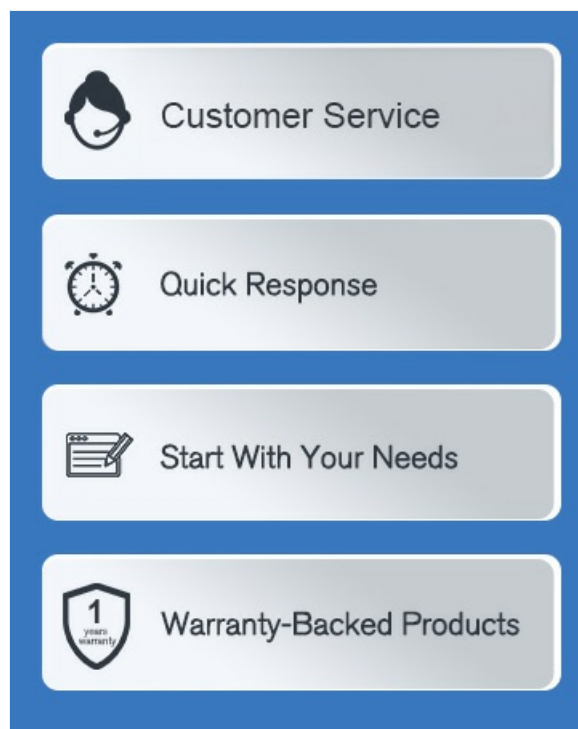 Customer Service
Quick Response
Start With Your Needs
1
years
warranty
Warranty-Backed Products